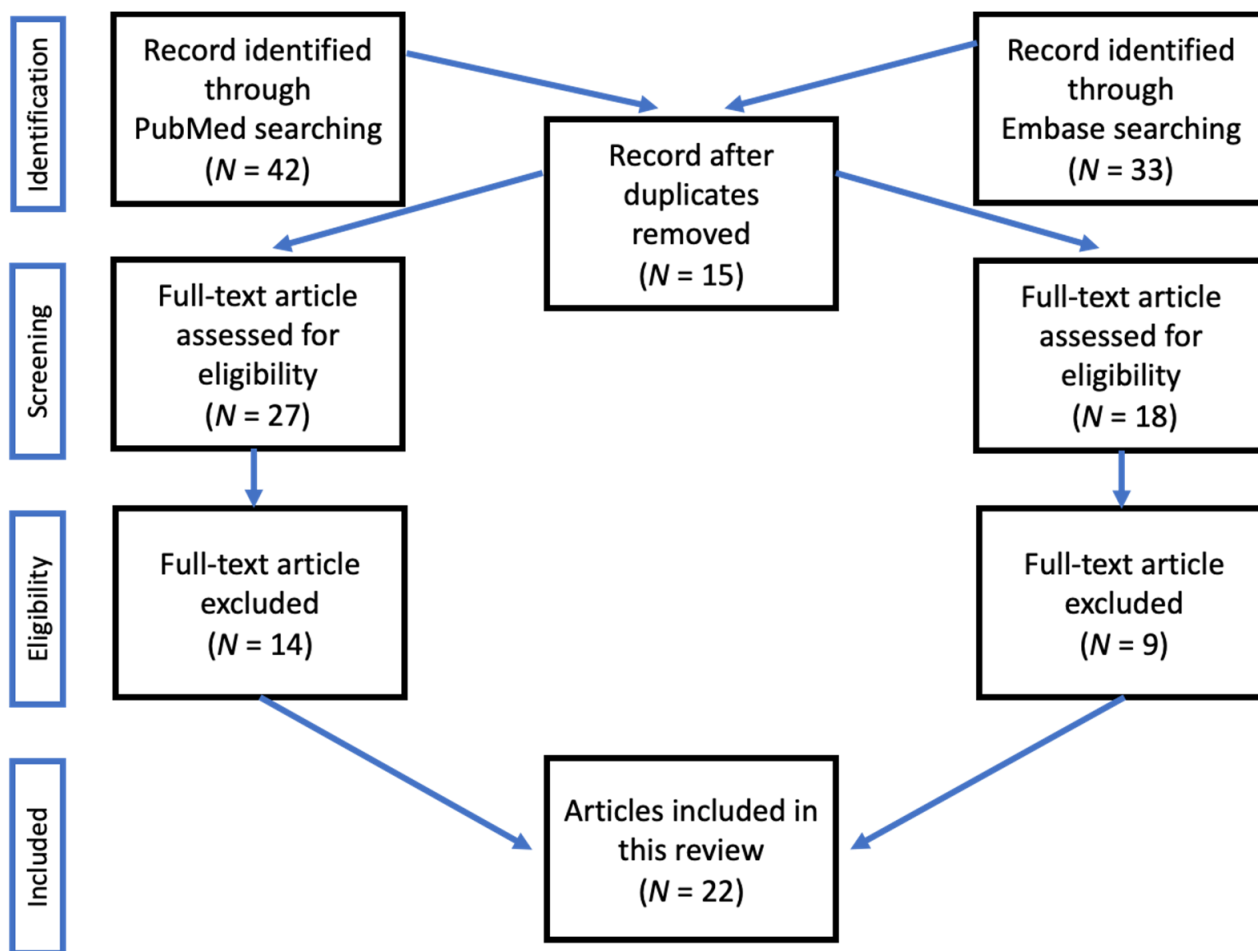 Identification
Record identified
through
PubMed searching
(N = 42)
Record after
duplicates
removed
(N = 15)
Record identified
through
Embase searching
(N = 33)
Screening
Full-text article
assessed for
eligibility
(N = 27)
Full-text article
assessed for
eligibility
(N = 18)
Eligibility
Full-text article
excluded
(N = 14)
Full-text article
excluded
(N = 9)
Included
Articles included in
this review
(N = 22)